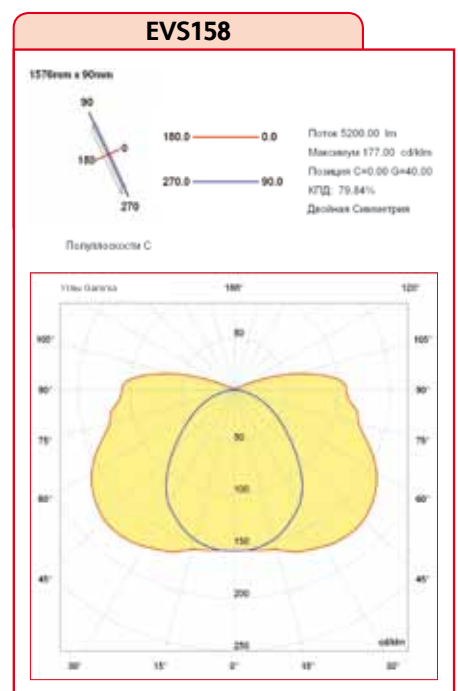 EVS158
1576mm x 90mm
90
180 0
270
180.0 0.0
270.0 90.0
Поток 5200.00 lm
Максимум 177.00 cd/klm
Позиция C=0.00 G=40.00
КПД: 79.84%
Двойная Симметрия
Полуплоскости C
Углы Gamma 180° 120°
105° 50 105°
90° 90°
75° 50 75°
60° 100 60°
150
45° 200 45°
250 cd/klm
30° 15° 0° 15° 30°